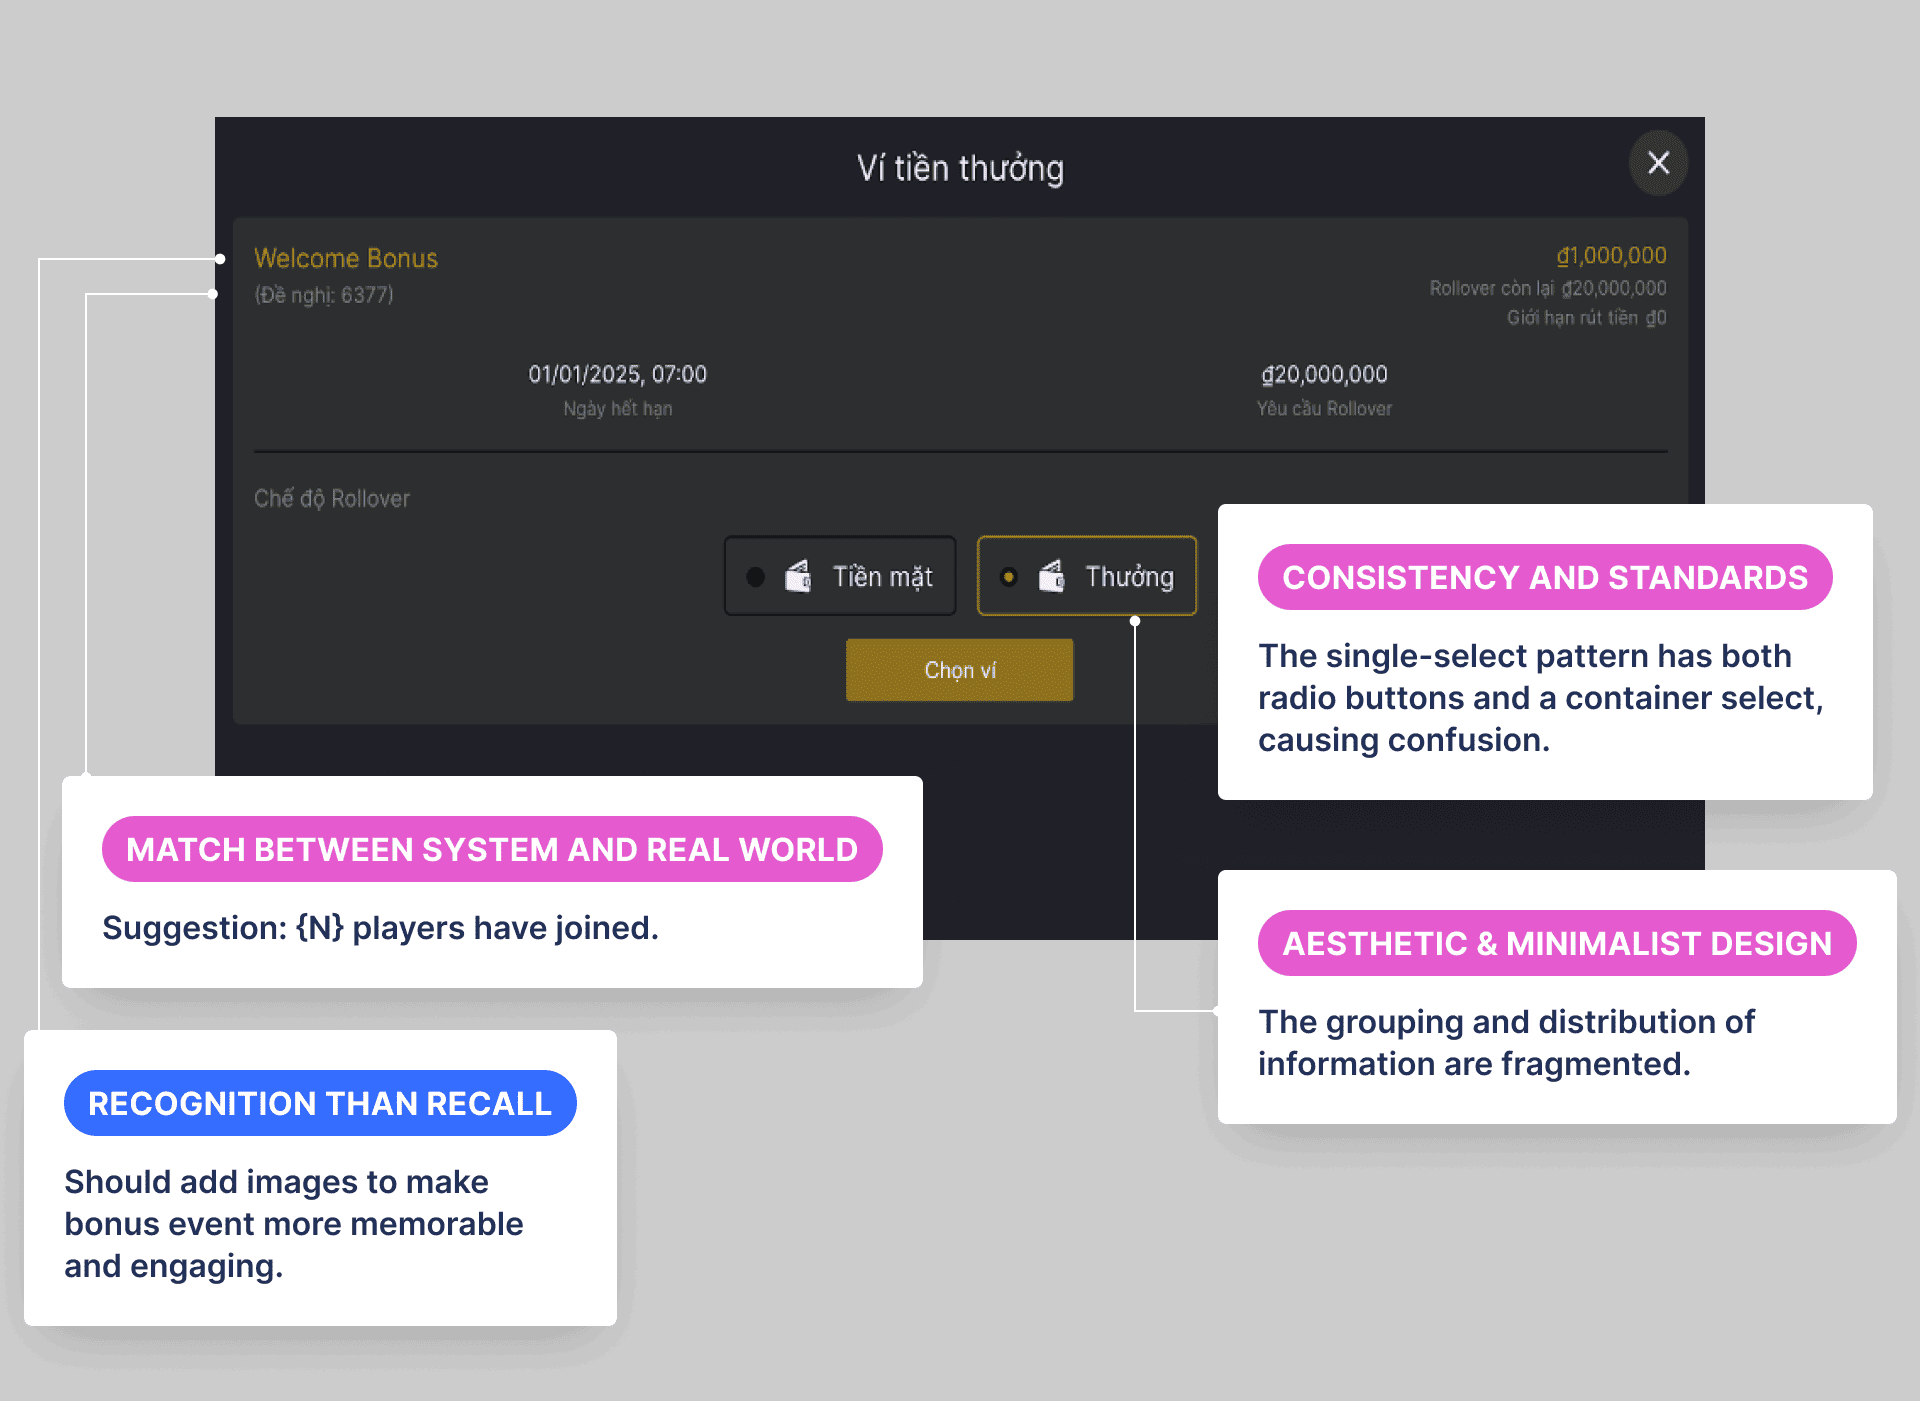 Ví tiền thưởng
Welcome Bonus
(Đề nghị: 6377)
₫1,000,000
Rollover còn lại ₫20,000,000
Giới hạn rút tiền ₫0
01/01/2025, 07:00
Ngày hết hạn
₫20,000,000
Yêu cầu Rollover
Chế độ Rollover
Tiền mặt
Thưởng
Chọn ví
CONSISTENCY AND STANDARDS
The single-select pattern has both
radio buttons and a container select,
causing confusion.
MATCH BETWEEN SYSTEM AND REAL WORLD
Suggestion: {N} players have joined.
AESTHETIC & MINIMALIST DESIGN
The grouping and distribution of
information are fragmented.
RECOGNITION THAN RECALL
Should add images to make
bonus event more memorable
and engaging.